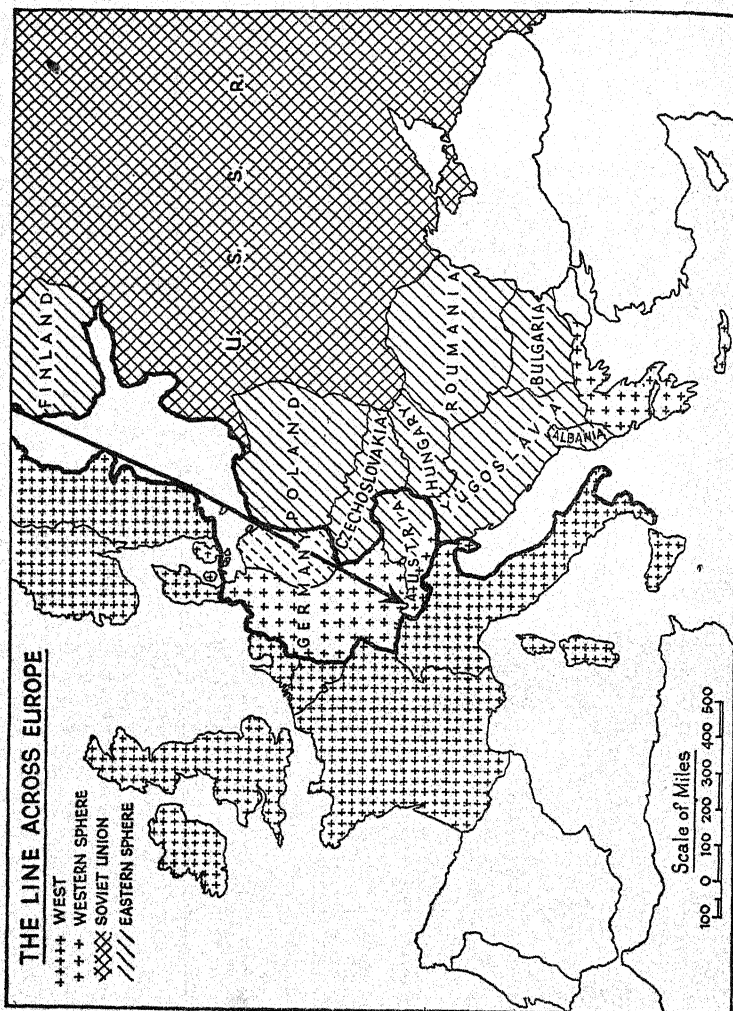 THE LINE ACROSS EUROPE
+++++ WEST
+ + + WESTERN SPHERE
SOVIET UNION
///// EASTERN SPHERE
FINLAND
U. S. S. R.
POLAND
GERMANY
CZECHOSLOVAKIA
AUSTRIA
HUNGARY
ROUMANIA
YUGOSLAVIA
BULGARIA
ALBANIA
Scale of Miles
100 0 100 200 300 400 500